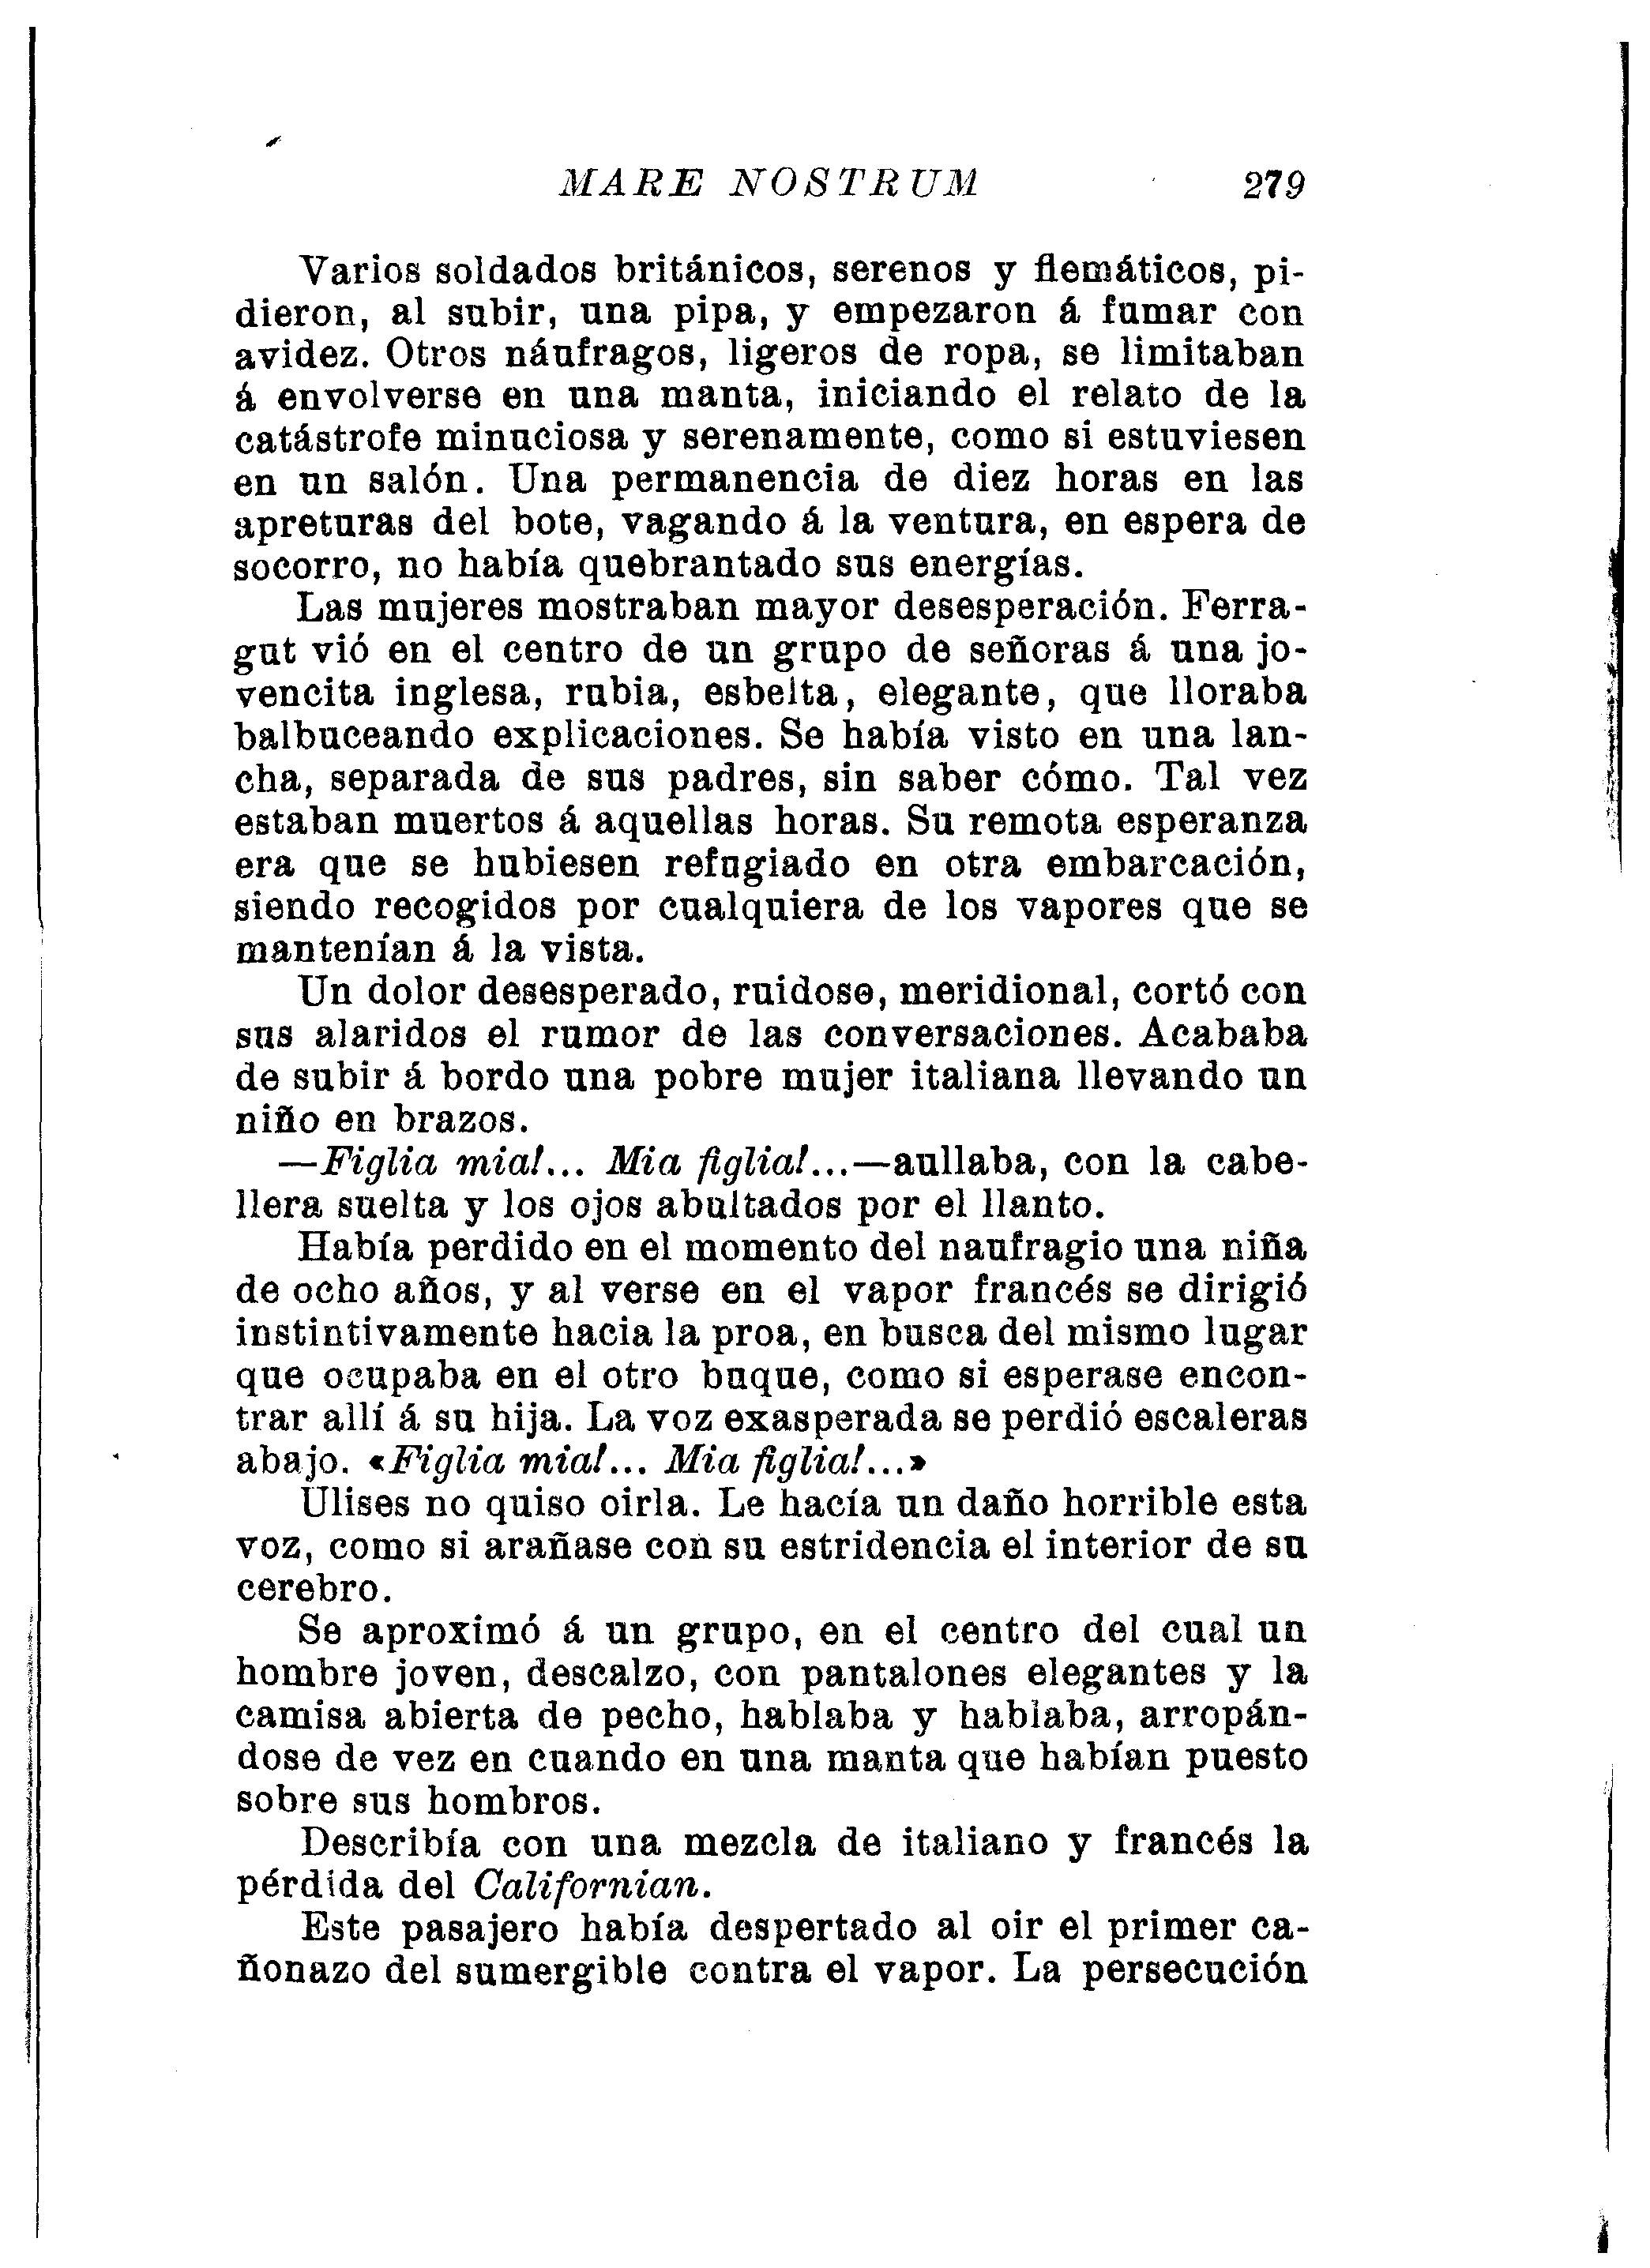 MARE NOSTRUM 279
Varios soldados británicos, serenos y flemáticos, pi-
dieron, al subir, una pipa, y empezaron á fumar con
avidez. Otros náufragos, ligeros de ropa, se limitaban
á envolverse en una manta, iniciando el relato de la
catástrofe minuciosa y serenamente, como si estuviesen
en un salón. Una permanencia de diez horas en las
apreturas del bote, vagando á la ventura, en espera de
socorro, no había quebrantado sus energías.
Las mujeres mostraban mayor desesperación. Ferra-
gut vió en el centro de un grupo de señoras á una jo-
vencita inglesa, rubia, esbelta, elegante, que lloraba
balbuceando explicaciones. Se había visto en una lan-
cha, separada de sus padres, sin saber cómo. Tal vez
estaban muertos á aquellas horas. Su remota esperanza
era que se hubiesen refugiado en otra embarcación,
siendo recogidos por cualquiera de los vapores que se
mantenían á la vista.
Un dolor desesperado, ruidoso, meridional, cortó con
sus alaridos el rumor de las conversaciones. Acababa
de subir á bordo una pobre mujer italiana llevando un
niño en brazos.
—Figlia mia!... Mia figlia!...—aullaba, con la cabe-
llera suelta y los ojos abultados por el llanto.
Había perdido en el momento del naufragio una niña
de ocho años, y al verse en el vapor francés se dirigió
instintivamente hacia la proa, en busca del mismo lugar
que ocupaba en el otro buque, como si esperase encon-
trar allí á su hija. La voz exasperada se perdió escaleras
abajo. «Figlia mia!... Mia figlia!...»
Ulises no quiso oirla. Le hacía un daño horrible esta
voz, como si arañase con su estridencia el interior de su
cerebro.
Se aproximó á un grupo, en el centro del cual un
hombre joven, descalzo, con pantalones elegantes y la
camisa abierta de pecho, hablaba y hablaba, arropán-
dose de vez en cuando en una manta que habían puesto
sobre sus hombros.
Describía con una mezcla de italiano y francés la
pérdida del Californian.
Este pasajero había despertado al oir el primer ca-
ñonazo del sumergible contra el vapor. La persecución